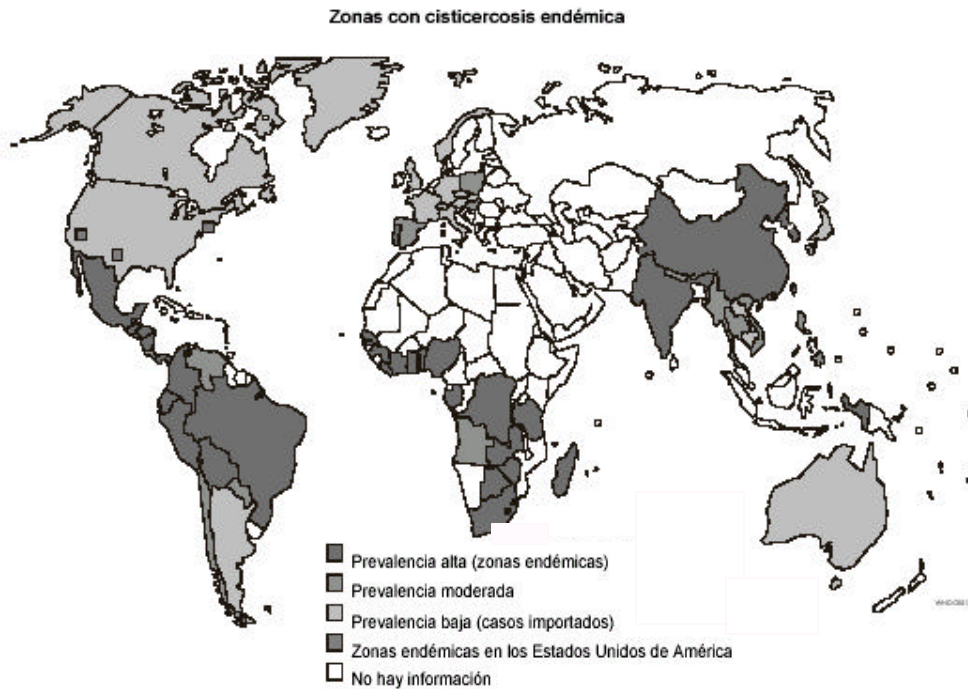 Zonas con cisticercosis endémica
Prevalencia alta (zonas endémicas)
Prevalencia moderada
Prevalencia baja (casos importados)
Zonas endémicas en los Estados Unidos de América
No hay información